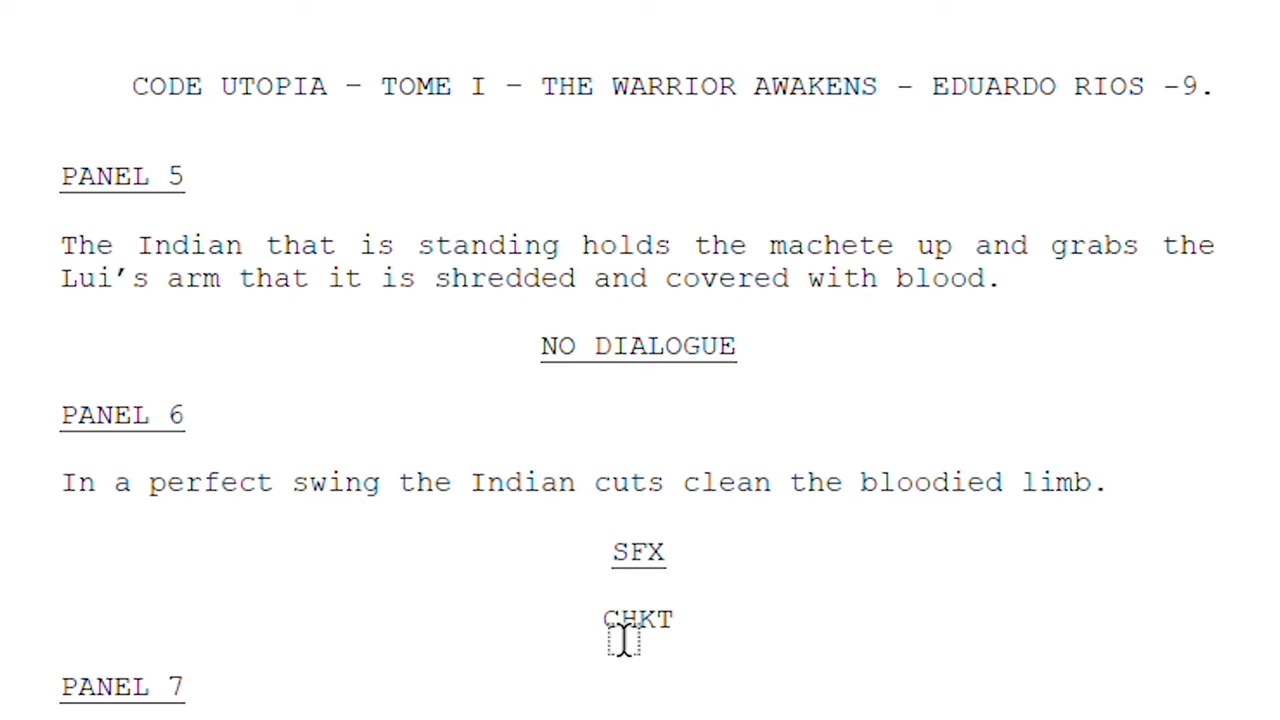 CODE UTOPIA – TOME I – THE WARRIOR AWAKENS – EDUARDO RIOS -9.
PANEL 5
The Indian that is standing holds the machete up and grabs the
Lui’s arm that it is shredded and covered with blood.
NO DIALOGUE
PANEL 6
In a perfect swing the Indian cuts clean the bloodied limb.
SFX
CHKT
PANEL 7